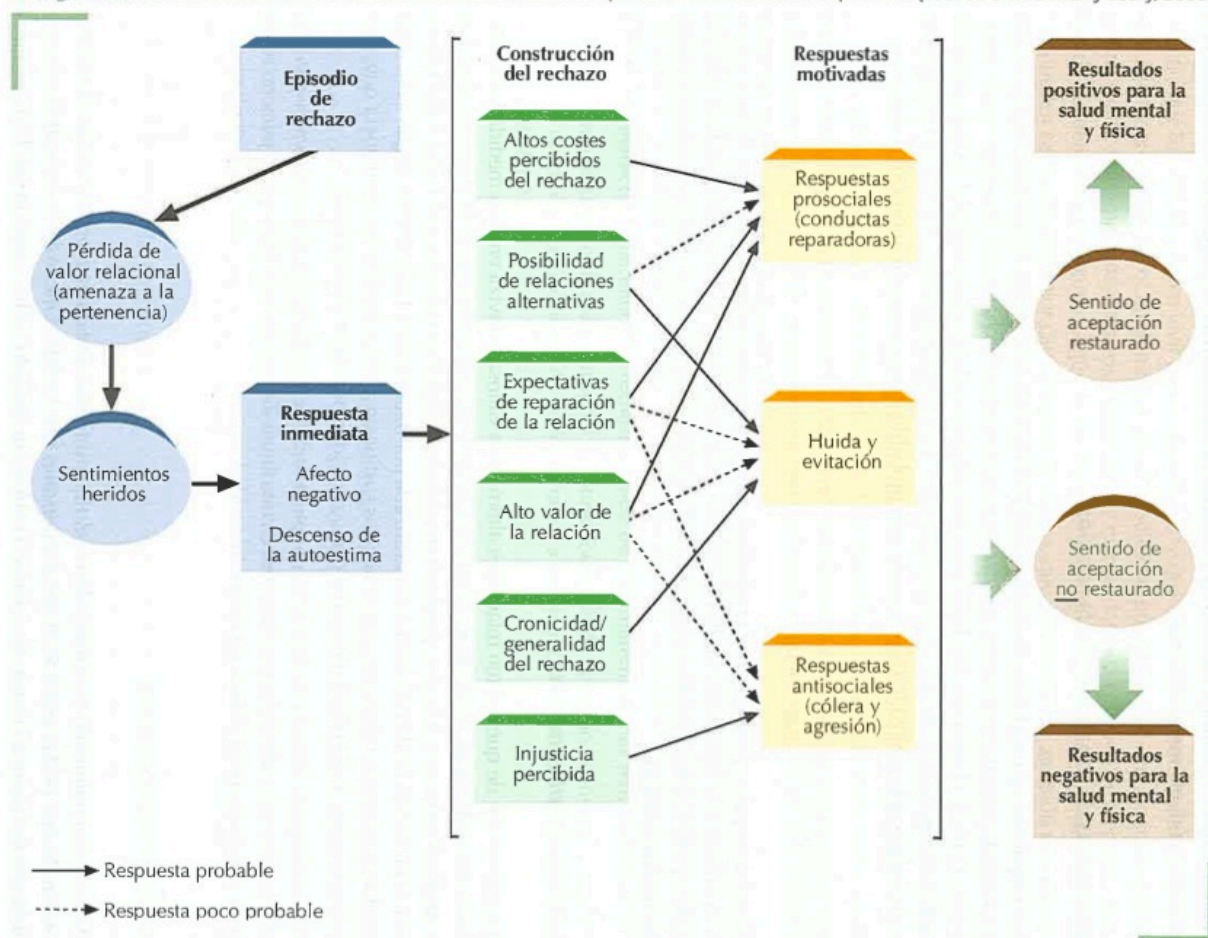 Episodio
de
rechazo
Pérdida de
valor relacional
(amenaza a la
pertenencia)
Sentimientos
heridos
Respuesta
inmediata
Afecto
negativo
Descenso de
la autoestima
Construcción
del rechazo
Altos costes
percibidos
del rechazo
Posibilidad
de relaciones
alternativas
Expectativas
de reparación
de la relación
Alto valor de
la relación
Cronicidad/
generalidad
del rechazo
Injusticia
percibida
Respuestas
motivadas
Respuestas
prosociales
(conductas
reparadoras)
Huida y
evitación
Respuestas
antisociales
(cólera y
agresión)
Resultados
positivos para la
salud mental
y física
Sentido de
aceptación
restaurado
Sentido de
aceptación
no restaurado
Resultados
negativos para la
salud mental
y física
Respuesta probable
Respuesta poco probable